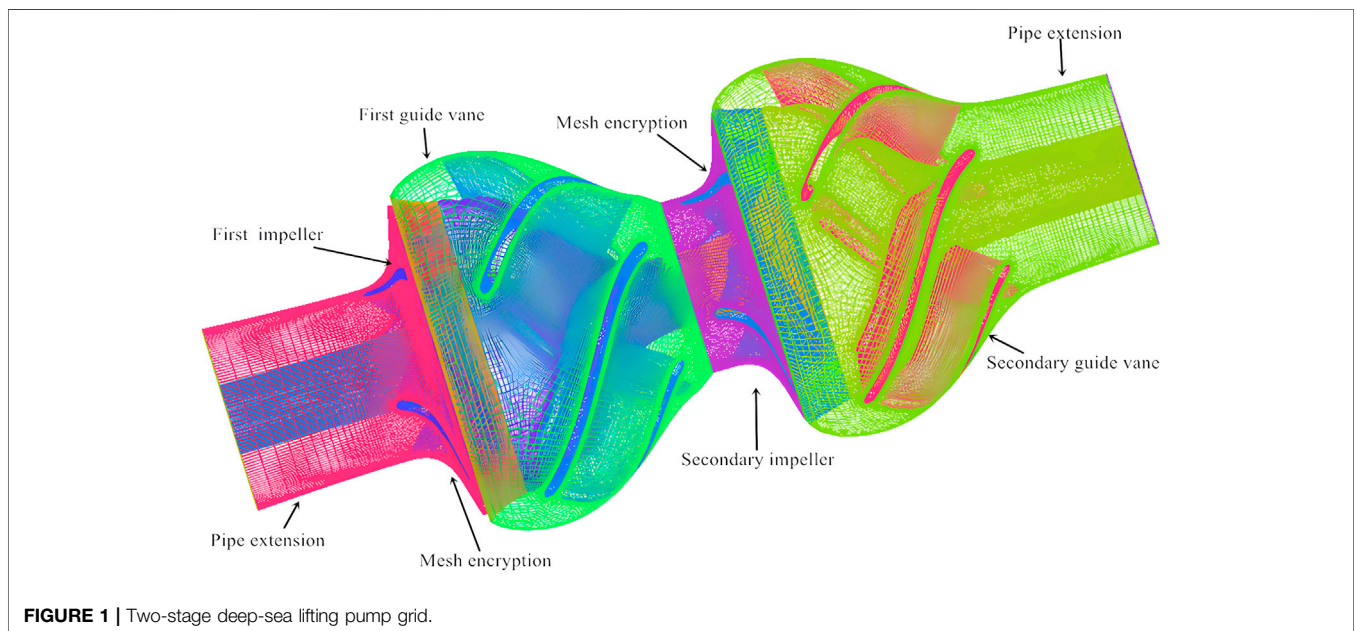 Pipe extension
First guide vane
Mesh encryption
First impeller
Secondary guide vane
Secondary impeller
Pipe extension
Mesh encryption
FIGURE 1 | Two-stage deep-sea lifting pump grid.